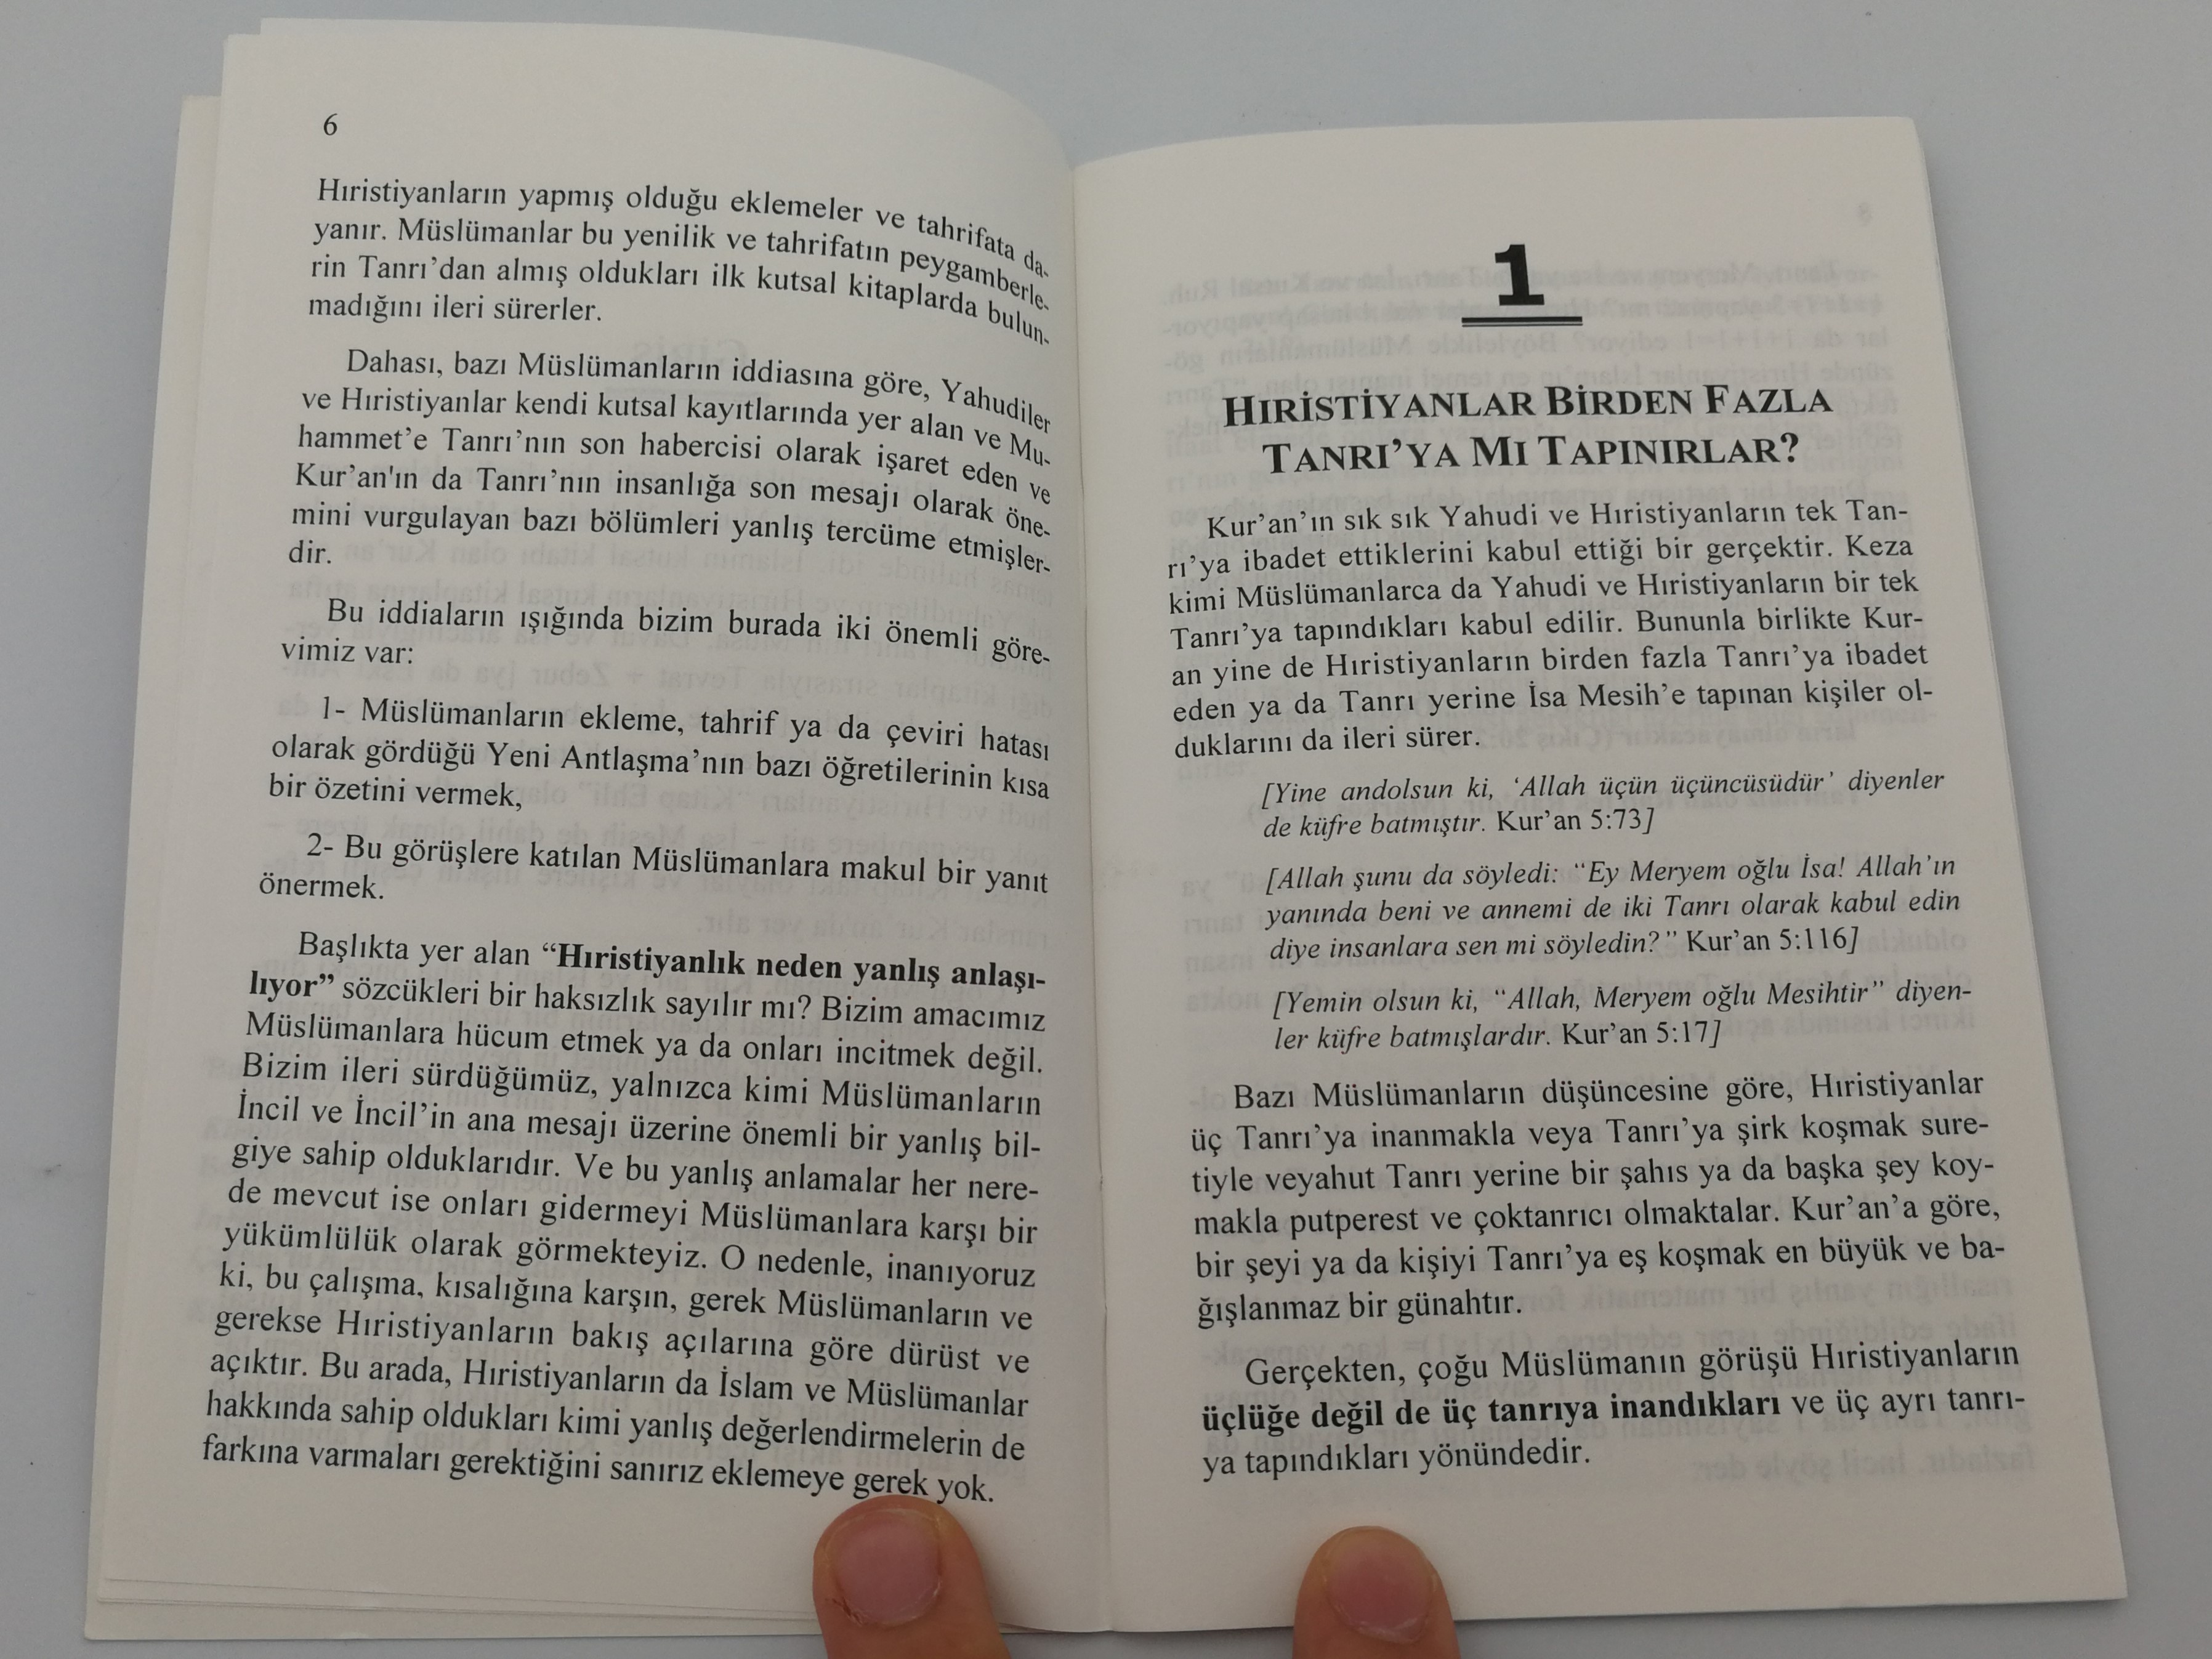 6
Hıristiyanların yapmış olduğu eklemeler ve tahrifata da-
yanır. Müslümanlar bu yenilik ve tahrifatın peygamberle-
rin Tanrı’dan almış oldukları ilk kutsal kitaplarda bulun-
madığını ileri sürerler.
Dahası, bazı Müslümanların iddiasına göre, Yahudiler
ve Hıristiyanlar kendi kutsal kayıtlarında yer alan ve Mu-
hammet’e Tanrı’nın son habercisi olarak işaret eden ve
Kur’an'ın da Tanrı’nın insanlığa son mesajı olarak öne-
mini vurgulayan bazı bölümleri yanlış tercüme etmişler-
dir.
Bu iddiaların ışığında bizim burada iki önemli göre-
vimiz var:
1- Müslümanların ekleme, tahrif ya da çeviri hatası
olarak gördüğü Yeni Antlaşma’nın bazı öğretilerinin kısa
bir özetini vermek,
2- Bu görüşlere katılan Müslümanlara makul bir yanıt
önermek.
Başlıkta yer alan “Hıristiyanlık neden yanlış anlaşı-
lıyor” sözcükleri bir haksızlık sayılır mı? Bizim amacımız
Müslümanlara hücum etmek ya da onları incitmek değil.
Bizim ileri sürdüğümüz, yalnızca kimi Müslümanların
İncil ve İncil’in ana mesajı üzerine önemli bir yanlış bil-
giye sahip olduklarıdır. Ve bu yanlış anlamalar her nere-
de mevcut ise onları gidermeyi Müslümanlara karşı bir
yükümlülük olarak görmekteyiz. O nedenle, inanıyoruz
ki, bu çalışma, kısalığına karşın, gerek Müslümanların ve
gerekse Hıristiyanların bakış açılarına göre dürüst ve
açıktır. Bu arada, Hıristiyanların da İslam ve Müslümanlar
hakkında sahip oldukları kimi yanlış değerlendirmelerin de
farkına varmaları gerektiğini sanırız eklemeye gerek yok.
1
HIRİSTİYANLAR BİRDEN FAZLA
TANRI’YA MI TAPINIRLAR?
Kur’an’ın sık sık Yahudi ve Hıristiyanların tek Tan-
rı’ya ibadet ettiklerini kabul ettiği bir gerçektir. Keza
kimi Müslümanlarca da Yahudi ve Hıristiyanların bir tek
Tanrı’ya tapındıkları kabul edilir. Bununla birlikte Kur-
an yine de Hıristiyanların birden fazla Tanrı’ya ibadet
eden ya da Tanrı yerine İsa Mesih’e tapınan kişiler ol-
duklarını da ileri sürer.
[Yine andolsun ki, ‘Allah üçün üçüncüsüdür’ diyenler
de küfre batmıştır. Kur’an 5:73]
[Allah şunu da söyledi: “Ey Meryem oğlu İsa! Allah’ın
yanında beni ve annemi de iki Tanrı olarak kabul edin
diye insanlara sen mi söyledin?” Kur’an 5:116]
[Yemin olsun ki, “Allah, Meryem oğlu Mesihtir” diyen-
ler küfre batmışlardır. Kur’an 5:17]
Bazı Müslümanların düşüncesine göre, Hıristiyanlar
üç Tanrı’ya inanmakla veya Tanrı’ya şirk koşmak sure-
tiyle veyahut Tanrı yerine bir şahıs ya da başka şey koy-
makla putperest ve çoktanrıcı olmaktalar. Kur’an’a göre,
bir şeyi ya da kişiyi Tanrı’ya eş koşmak en büyük ve ba-
ğışlanmaz bir günahtır.
Gerçekten, çoğu Müslümanın görüşü Hıristiyanların
üçlüğe değil de üç tanrıya inandıkları ve üç ayrı tanrı-
ya tapındıkları yönündedir.